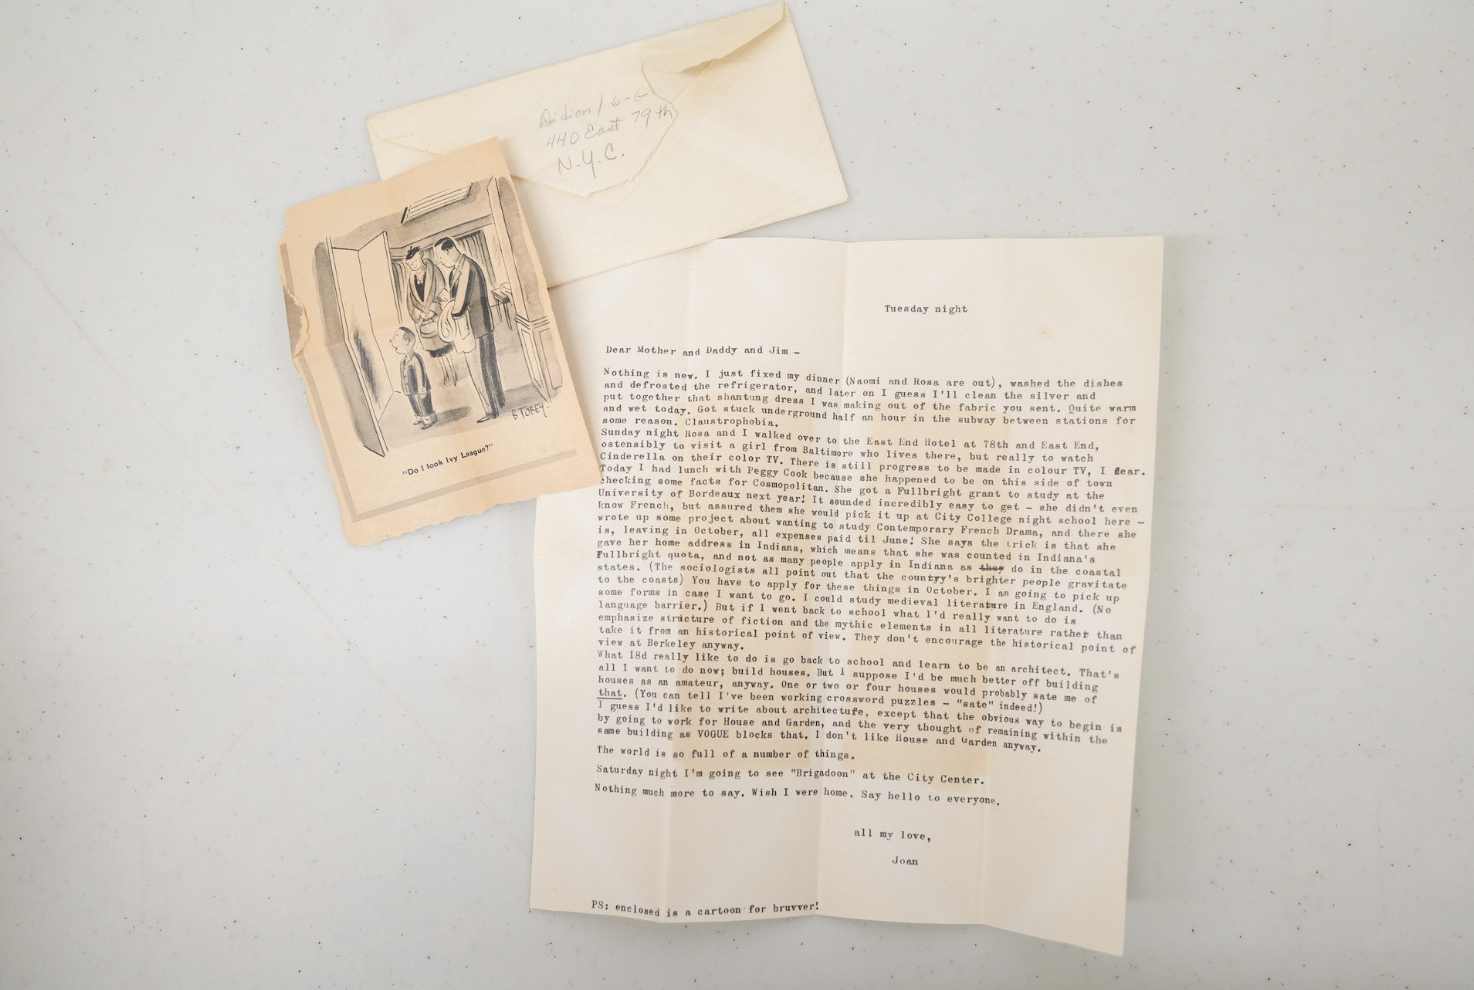 Didion / 6-G
440 East 79th
N.Y.C.
B. TOBEY-
"Do I look Ivy League?"
Tuesday night
Dear Mother and Daddy and Jim -
Nothing is new. I just fixed my dinner (Naomi and Rosa are out), washed the dishes
and defrosted the refrigerator, and later on I guess I'll clean the silver and
put together that shantung dress I was making out of the fabric you sent. Quite warm
and wet today. Got stuck underground half an hour in the subway between stations for
some reason. Claustrophobia.
Sunday night Rosa and I walked over to the East End Hotel at 78th and East End,
ostensibly to visit a girl from Baltimore who lives there, but really to watch
Cinderella on their color TV. There is still progress to be made in colour TV, I fear.
Today I had lunch with Peggy Cook because she happened to be on this side of town
checking some facts for Cosmopolitan. She got a Fullbright grant to study at the
University of Bordeaux next year! It sounded incredibly easy to get - she didn't even
know French, but assured them she would pick it up at City College night school here -
wrote up some project about wanting to study Contemporary French Drama, and there she
is, leaving in October, all expenses paid til June! She says the trick is that she
gave her home address in Indiana, which means that she was counted in Indiana's
Fullbright quota, and not as many people apply in Indiana as they do in the coastal
states. (The sociologists all point out that the countyy's brighter people gravitate
to the coasts) You have to apply for these things in October. I am going to pick up
some forms in case I want to go. I could study medieval literature in England. (No
language barrier.) But if I went back to school what I'd really want to do is
emphasize structure of fiction and the mythic elements in all literature rather than
take it from an historical point of view. They don't encourage the historical point of
view at Berkeley anyway.
What I8d really like to do is go back to school and learn to be an architect. That's
all I want to do now; build houses. But I suppose I'd be much better off building
houses as an amateur, anyway. One or two or four houses would probably sate me of
that. (You can tell I've been working crossword puzzles - "sate" indeed!)
I guess I'd like to write about architecture, except that the obvious way to begin is
by going to work for House and Garden, and the very thought of remaining within the
same building as VOGUE blocks that. I don't like House and Garden anyway.
The world is so full of a number of things.
Saturday night I'm going to see "Brigadoon" at the City Center.
Nothing much more to say. Wish I were home. Say hello to everyone.
all my love,
Joan
PS: enclosed is a cartoon for bruvver!